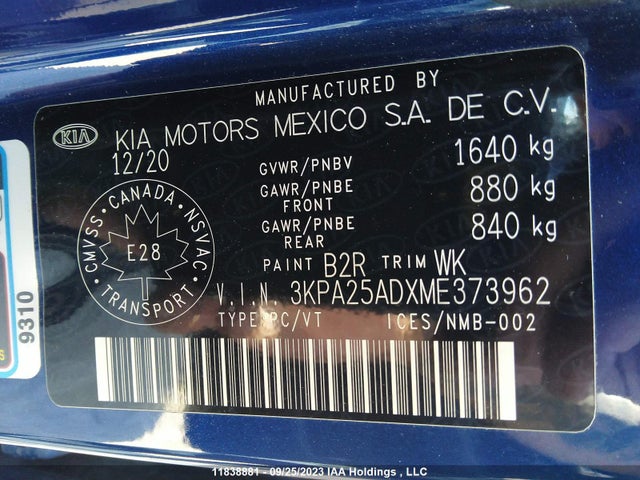 MANUFACTURED BY
KIA KIA MOTORS MEXICO S.A. DE C.V.
12/20
GVWR/PNBV 1640 kg
GAWR/PNBE FRONT 880 kg
GAWR/PNBE REAR 840 kg
CMVSS • CANADA • NSVAC • TRANSPORT •
E28
PAINT B2R TRIM WK
V.I.N. 3KPA25ADXME373962
TYPE:PC/VT ICES/NMB-002
9310
11838881 - 09/25/2023 IAA Holdings , LLC